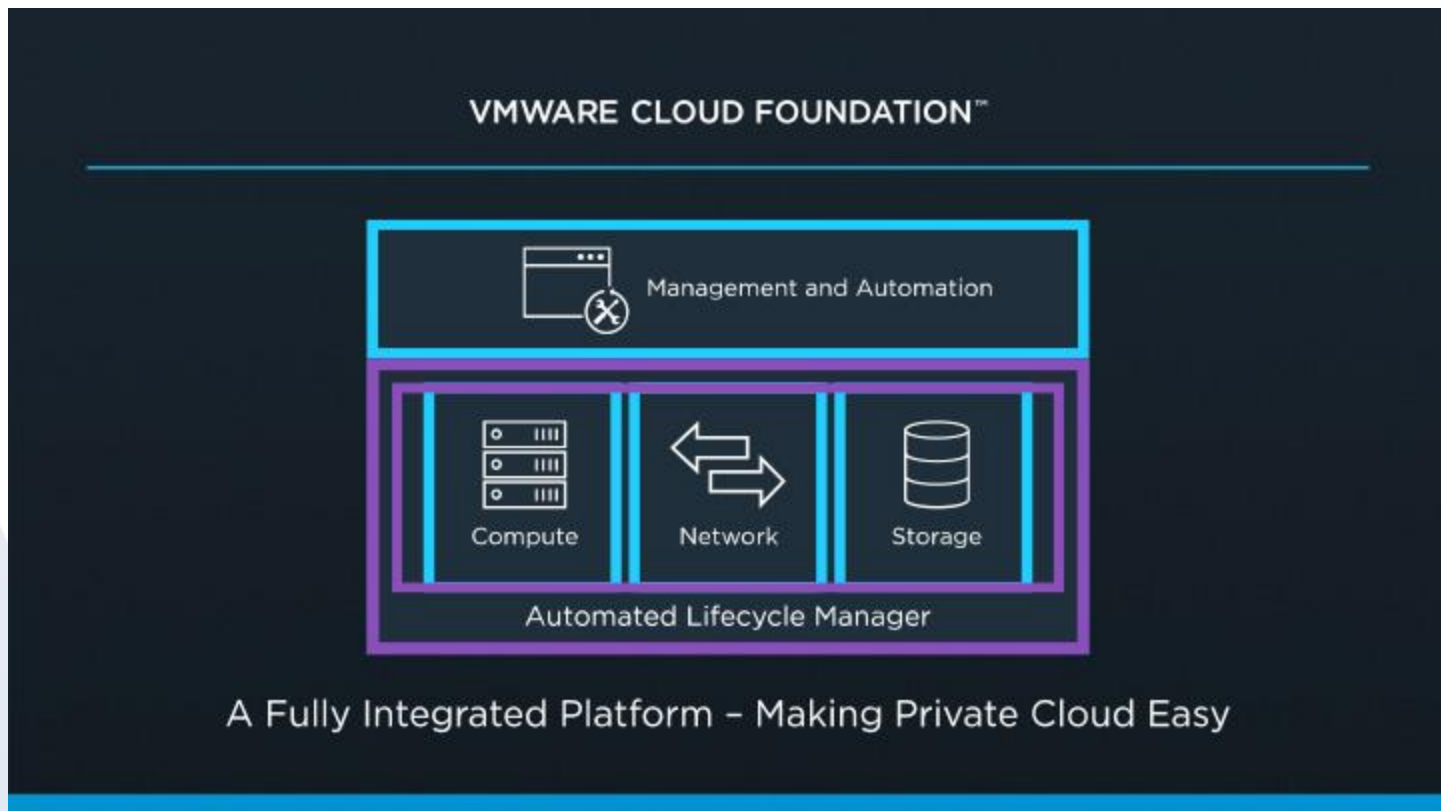 VMWARE CLOUD FOUNDATION™
Management and Automation
Compute
Network
Storage
Automated Lifecycle Manager
A Fully Integrated Platform – Making Private Cloud Easy